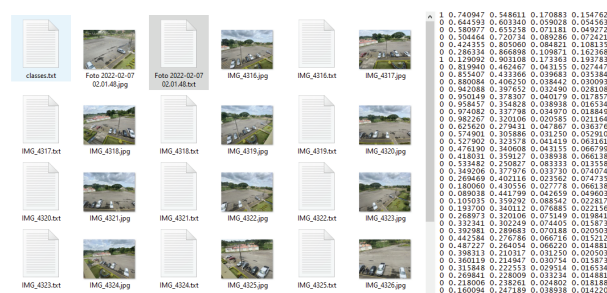 classes.txt
Foto 2022-02-07 02.01.48.jpg
Foto 2022-02-07 02.01.48.txt
IMG_4316.jpg
IMG_4316.txt
IMG_4317.jpg
IMG_4317.txt
IMG_4318.jpg
IMG_4318.txt
IMG_4319.jpg
IMG_4319.txt
IMG_4320.jpg
IMG_4320.txt
IMG_4321.jpg
IMG_4321.txt
IMG_4322.jpg
IMG_4322.txt
IMG_4323.jpg
IMG_4323.txt
IMG_4324.jpg
IMG_4324.txt
IMG_4325.jpg
IMG_4325.txt
IMG_4326.jpg
1 0.740947 0.548611 0.170883 0.154762
0 0.644593 0.603340 0.059028 0.054563
0 0.580977 0.655258 0.071181 0.049272
0 0.504464 0.720734 0.089286 0.072421
0 0.424355 0.805060 0.084821 0.108135
0 0.286334 0.866898 0.109871 0.162368
1 0.129092 0.903108 0.173363 0.193783
0 0.819940 0.462467 0.043155 0.027447
0 0.855407 0.433366 0.039683 0.035384
0 0.880084 0.406250 0.038442 0.030093
0 0.942088 0.397652 0.032490 0.028108
0 0.950149 0.378307 0.040179 0.017857
0 0.958457 0.354828 0.038938 0.016534
0 0.974082 0.337798 0.034970 0.018849
0 0.982267 0.320106 0.020585 0.021164
0 0.625620 0.279431 0.047867 0.036376
0 0.574901 0.305886 0.031250 0.052910
0 0.527902 0.323578 0.041419 0.063161
0 0.476190 0.340608 0.043155 0.066799
0 0.418031 0.359127 0.038938 0.066138
0 0.533482 0.250827 0.083333 0.013558
0 0.349206 0.377976 0.033730 0.074074
0 0.269469 0.402116 0.023562 0.074735
0 0.180060 0.430556 0.027778 0.066138
0 0.089038 0.441799 0.042659 0.049603
0 0.105035 0.359292 0.088542 0.022817
0 0.193700 0.340112 0.076885 0.022156
0 0.268973 0.320106 0.075149 0.019841
0 0.332341 0.302249 0.074405 0.015873
0 0.392981 0.289683 0.070188 0.020503
0 0.442584 0.276786 0.066716 0.015212
0 0.487227 0.264054 0.066220 0.014881
0 0.398313 0.210317 0.031250 0.020503
0 0.360119 0.214947 0.030754 0.015873
0 0.315848 0.222553 0.029514 0.016534
0 0.269841 0.228009 0.033234 0.014881
0 0.218006 0.238261 0.024802 0.018188
0 0.160094 0.247189 0.038938 0.014220